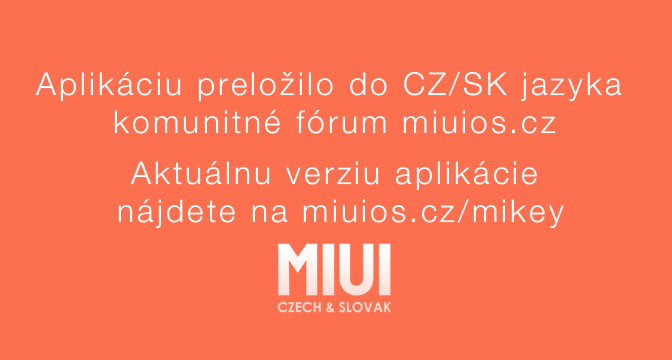 Aplikáciu preložilo do CZ/SK jazyka
komunitné fórum miuios.cz
Aktuálnu verziu aplikácie
nájdete na miuios.cz/mikey
MIUI
CZECH & SLOVAK